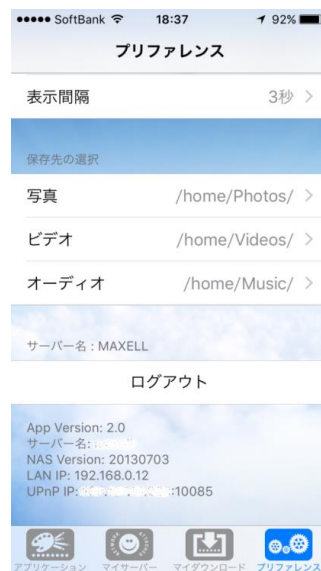 ●●●●● SoftBank 18:37 92%
プリファレンス
表示間隔 3秒 >
保存先の選択
写真 /home/Photos/ >
ビデオ /home/Videos/ >
オーディオ /home/Music/ >
サーバー名 : MAXELL
ログアウト
App Version: 2.0
サーバー名:
NAS Version: 20130703
LAN IP: 192.168.0.12
UPnP IP: :10085
アプリケーション マイサーバー マイダウンロード プリファレンス